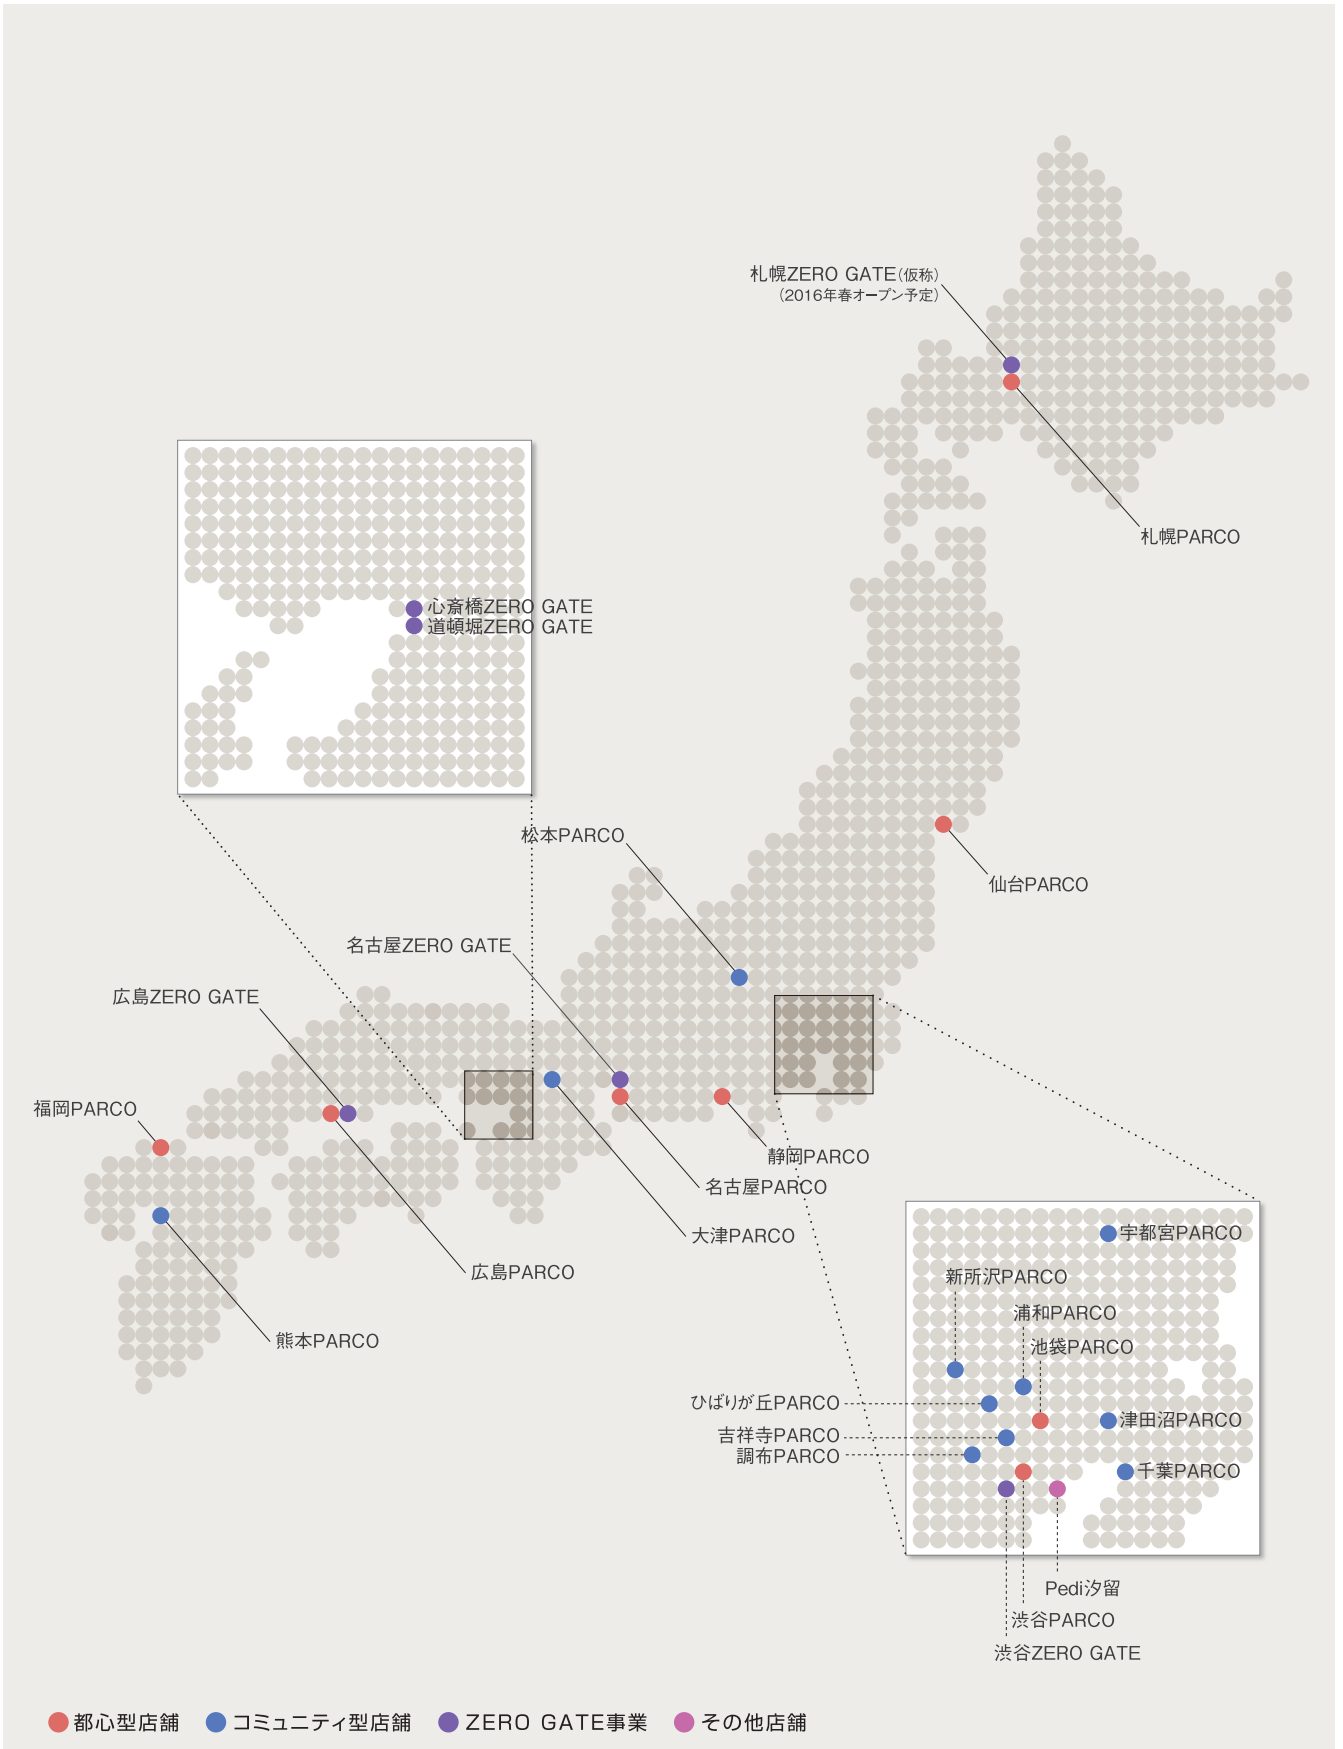 札幌ZERO GATE(仮称)
(2016年春オープン予定)
札幌PARCO
心斎橋ZERO GATE
道頓堀ZERO GATE
松本PARCO
仙台PARCO
名古屋ZERO GATE
広島ZERO GATE
福岡PARCO
静岡PARCO
名古屋PARCO
大津PARCO
広島PARCO
熊本PARCO
宇都宮PARCO
新所沢PARCO
浦和PARCO
池袋PARCO
ひばりが丘PARCO
津田沼PARCO
吉祥寺PARCO
調布PARCO
千葉PARCO
Pedi汐留
渋谷PARCO
渋谷ZERO GATE
都心型店舗
コミュニティ型店舗
ZERO GATE事業
その他店舗